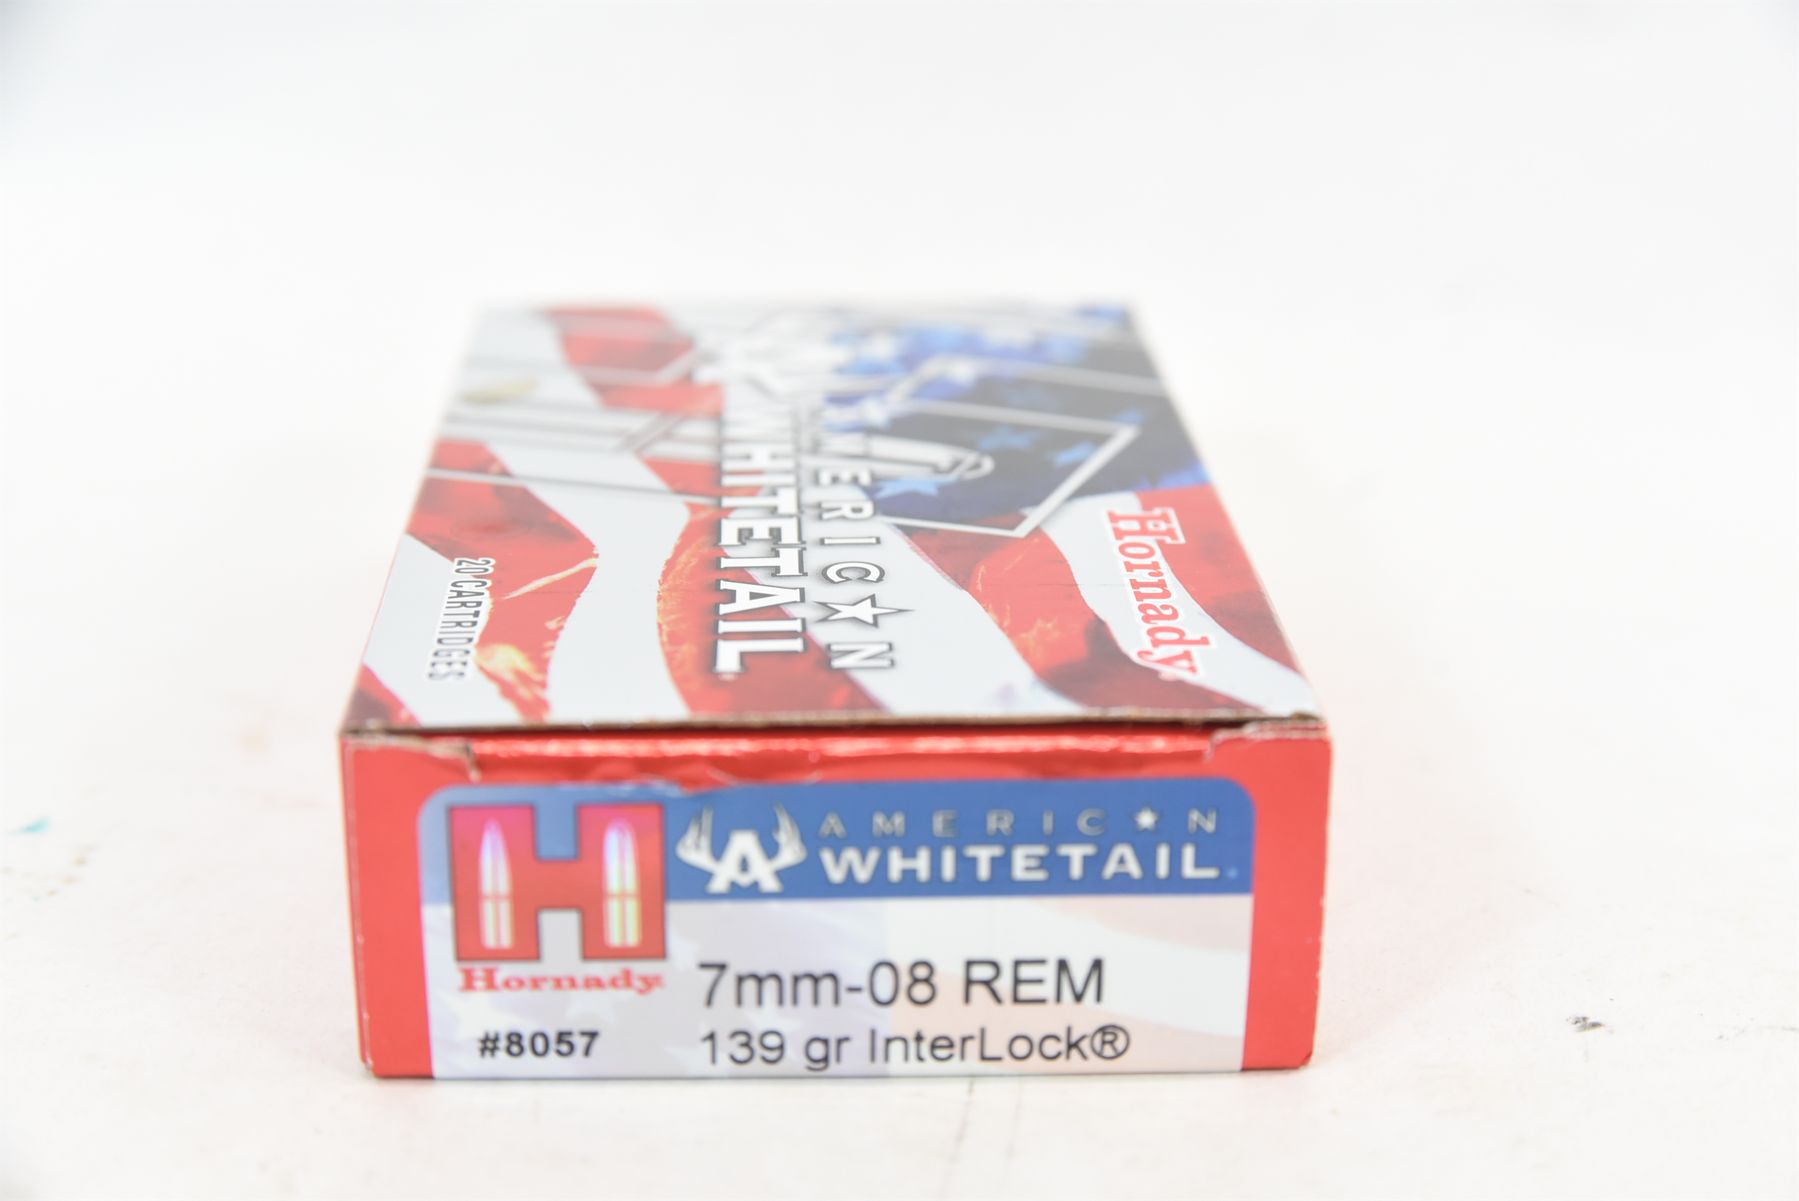 Hornady
AMERIC★N
WHITETAIL
20 CARTRIDGES
H
Hornady
A
AMERIC★N
WHITETAIL.
7mm-08 REM
#8057
139 gr InterLock®